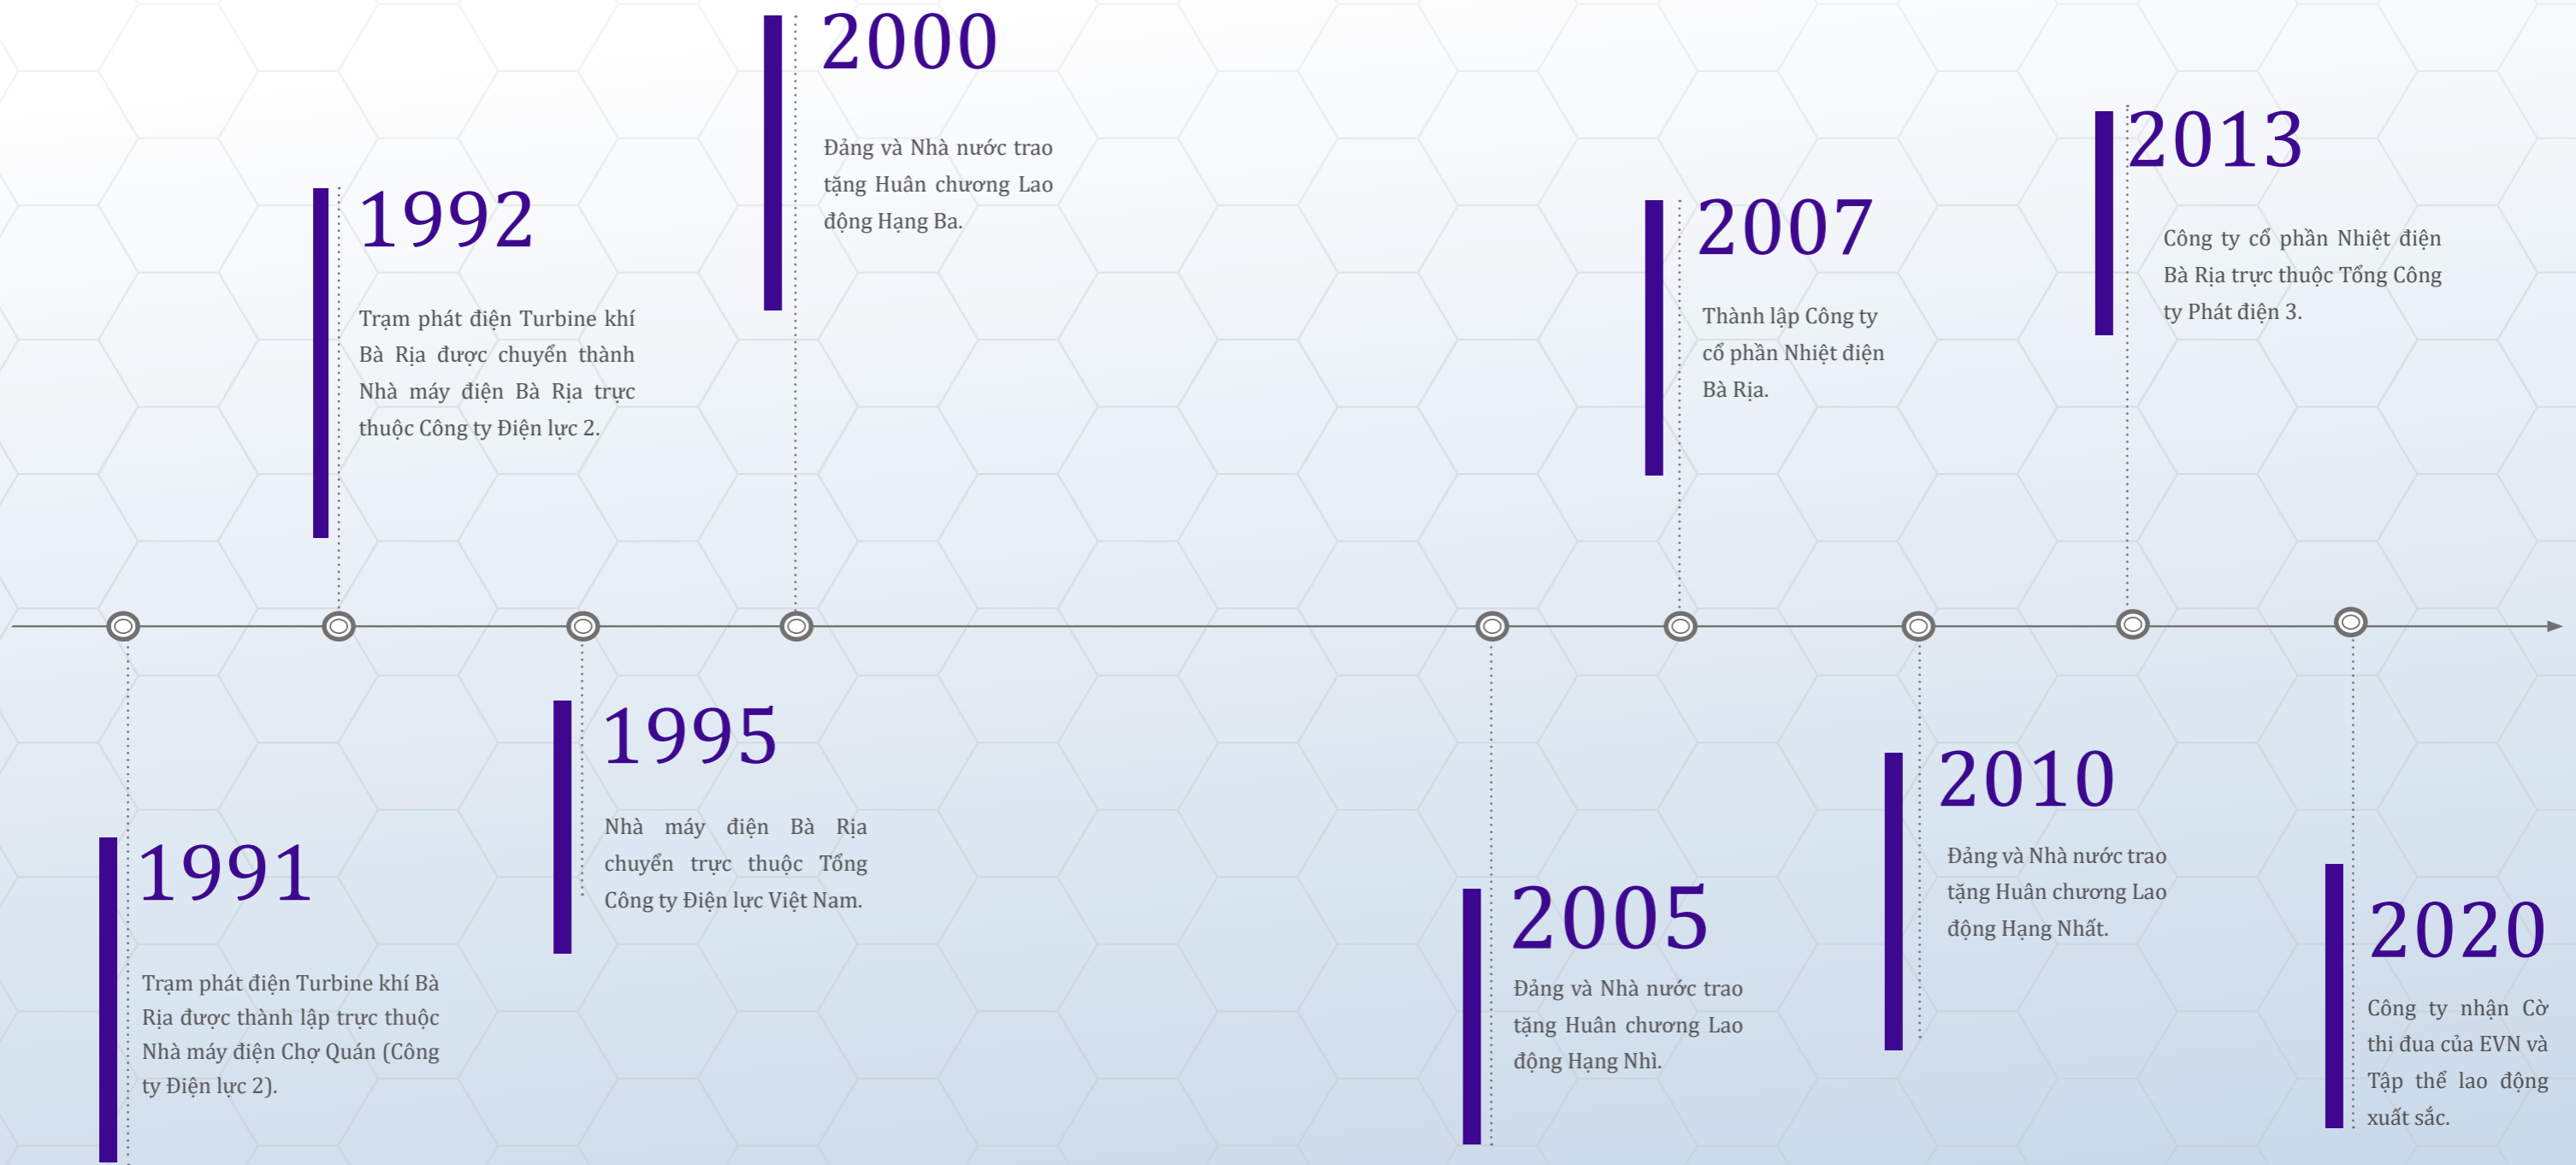 1991
Trạm phát điện Turbine khí Bà
Rịa được thành lập trực thuộc
Nhà máy điện Chợ Quán (Công
ty Điện lực 2).
1992
Trạm phát điện Turbine khí
Bà Rịa được chuyển thành
Nhà máy điện Bà Rịa trực
thuộc Công ty Điện lực 2.
1995
Nhà máy điện Bà Rịa
chuyển trực thuộc Tổng
Công ty Điện lực Việt Nam.
2000
Đảng và Nhà nước trao
tặng Huân chương Lao
động Hạng Ba.
2005
Đảng và Nhà nước trao
tặng Huân chương Lao
động Hạng Nhì.
2007
Thành lập Công ty
cổ phần Nhiệt điện
Bà Rịa.
2010
Đảng và Nhà nước trao
tặng Huân chương Lao
động Hạng Nhất.
2013
Công ty cổ phần Nhiệt điện
Bà Rịa trực thuộc Tổng Công
ty Phát điện 3.
2020
Công ty nhận Cờ
thi đua của EVN và
Tập thể lao động
xuất sắc.